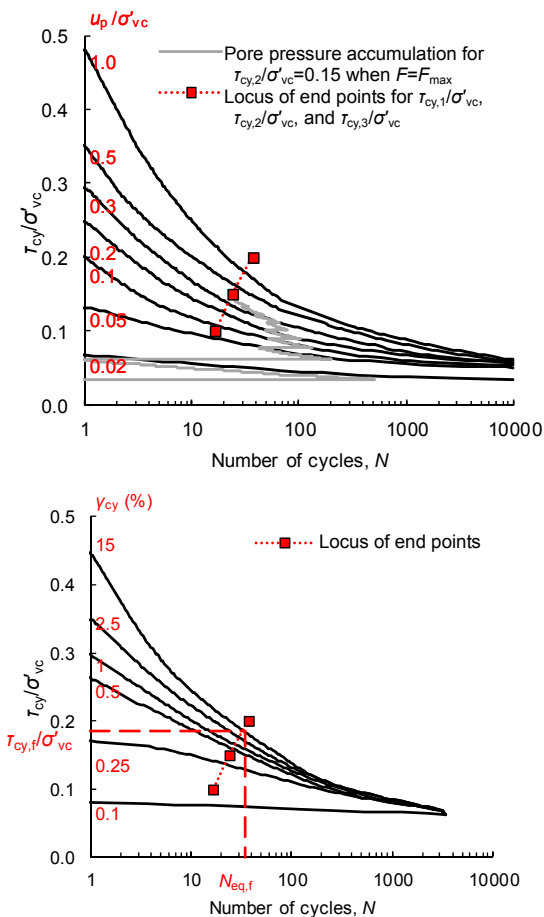 u_p/σ'_vc
Pore pressure accumulation for
τ_cy,2/σ'_vc=0.15 when F=F_max
Locus of end points for τ_cy,1/σ'_vc,
τ_cy,2/σ'_vc, and τ_cy,3/σ'_vc
0.5
0.4
0.3
0.2
0.1
0.0
τ_cy/σ'_vc
1.0
0.5
0.3
0.2
0.1
0.05
0.02
1 10 100 1000 10000
Number of cycles, N
γ_cy (%)
Locus of end points
0.5
0.4
0.3
0.2
0.1
0.0
τ_cy/σ'_vc
τ_cy,f/σ'_vc
15
2.5
1
0.5
0.25
0.1
N_eq,f
1 10 100 1000 10000
Number of cycles, N